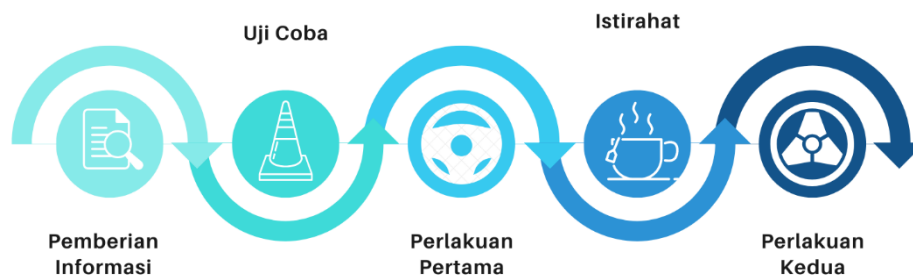 Uji Coba
Istirahat
Pemberian
Informasi
Perlakuan
Pertama
Perlakuan
Kedua